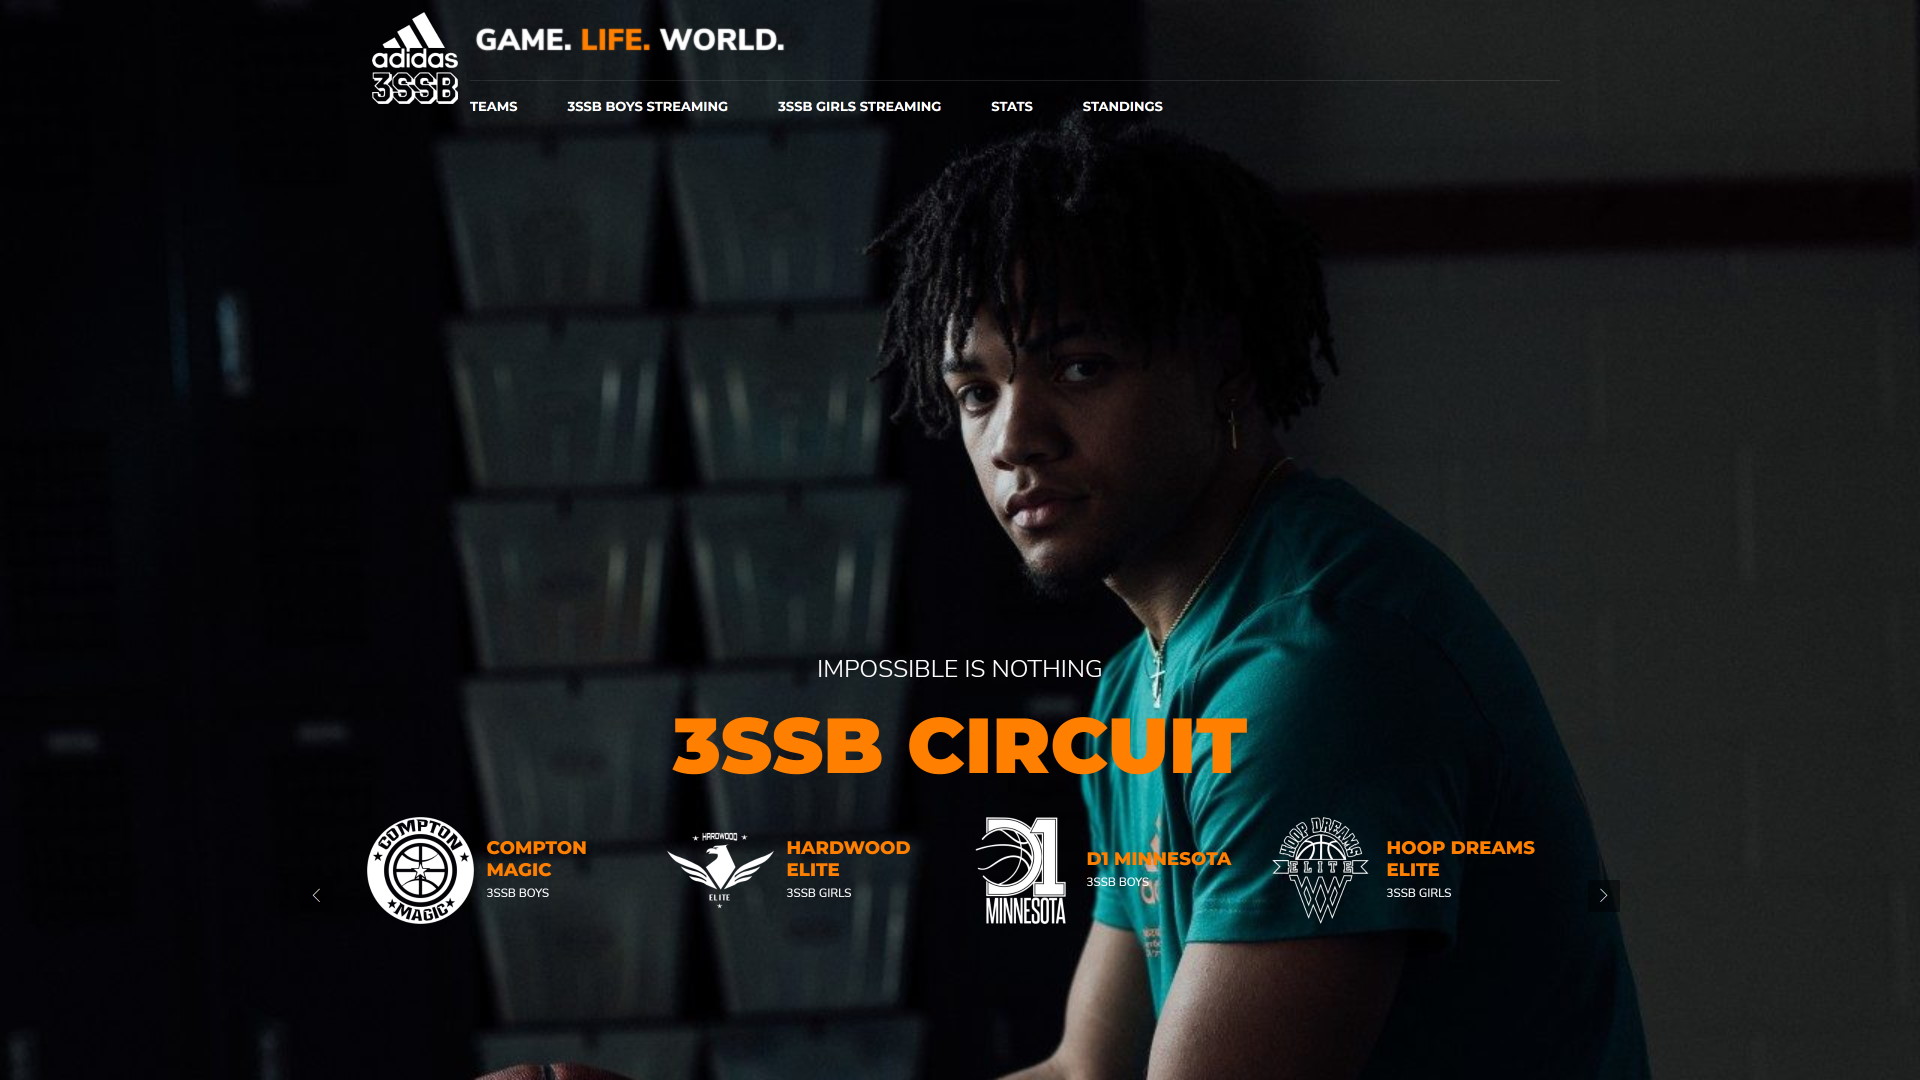 adidas
3SSB
GAME. LIFE. WORLD.
TEAMS
3SSB BOYS STREAMING
3SSB GIRLS STREAMING
STATS
STANDINGS
IMPOSSIBLE IS NOTHING
3SSB CIRCUIT
COMPTON
MAGIC
COMPTON
MAGIC
3SSB BOYS
HARDWOOD
ELITE
HARDWOOD
ELITE
3SSB GIRLS
D1
MINNESOTA
D1 MINNESOTA
3SSB BOYS
HOOP DREAMS
ELITE
HOOP DREAMS
ELITE
3SSB GIRLS